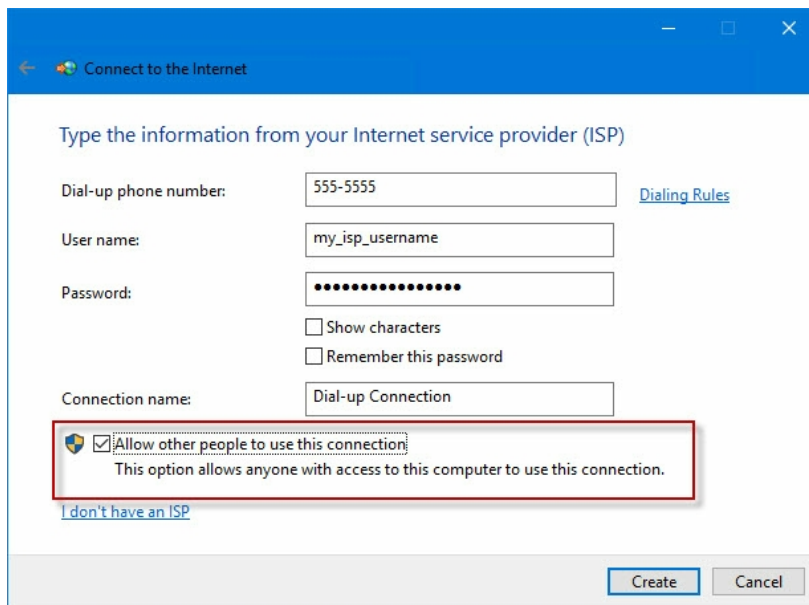 Connect to the Internet
Type the information from your Internet service provider (ISP)
Dial-up phone number: 555-5555 Dialing Rules
User name: my_isp_username
Password: ●●●●●●●●●●●●●●●●
Show characters
Remember this password
Connection name: Dial-up Connection
Allow other people to use this connection
This option allows anyone with access to this computer to use this connection.
I don't have an ISP
Create Cancel